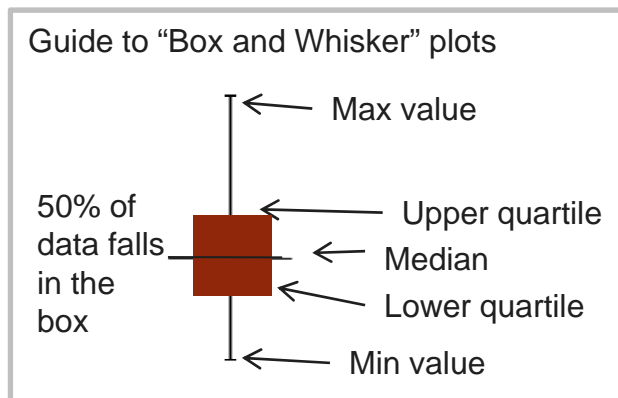 Guide to “Box and Whisker” plots
Max value
50% of
data falls
in the
box
Upper quartile
Median
Lower quartile
Min value